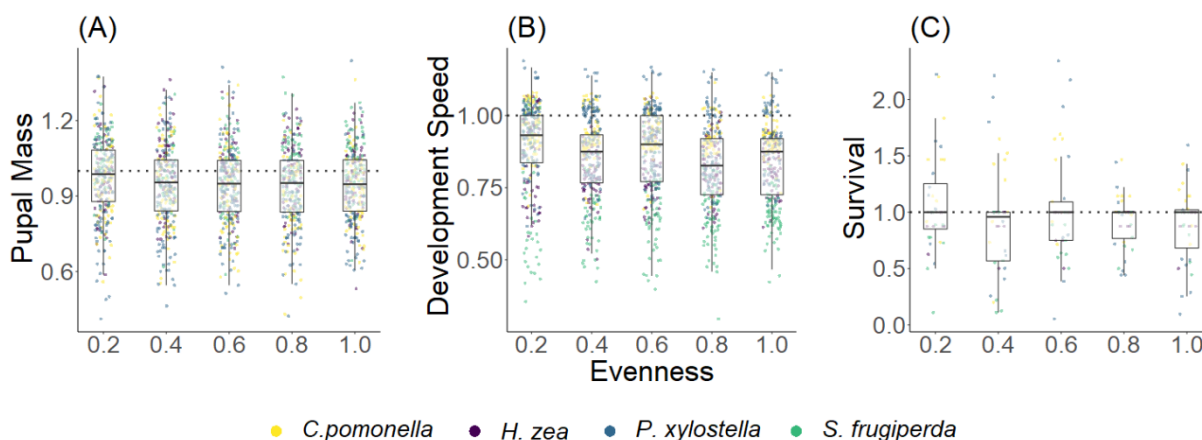 (A)
Pupal Mass
1.2
0.9
0.6
0.2 0.4 0.6 0.8 1.0
(B)
Development Speed
1.00
0.75
0.50
0.2 0.4 0.6 0.8 1.0
Evenness
(C)
Survival
2.0
1.5
1.0
0.5
0.0
0.2 0.4 0.6 0.8 1.0
C.pomonella H. zea P. xylostella S. frugiperda